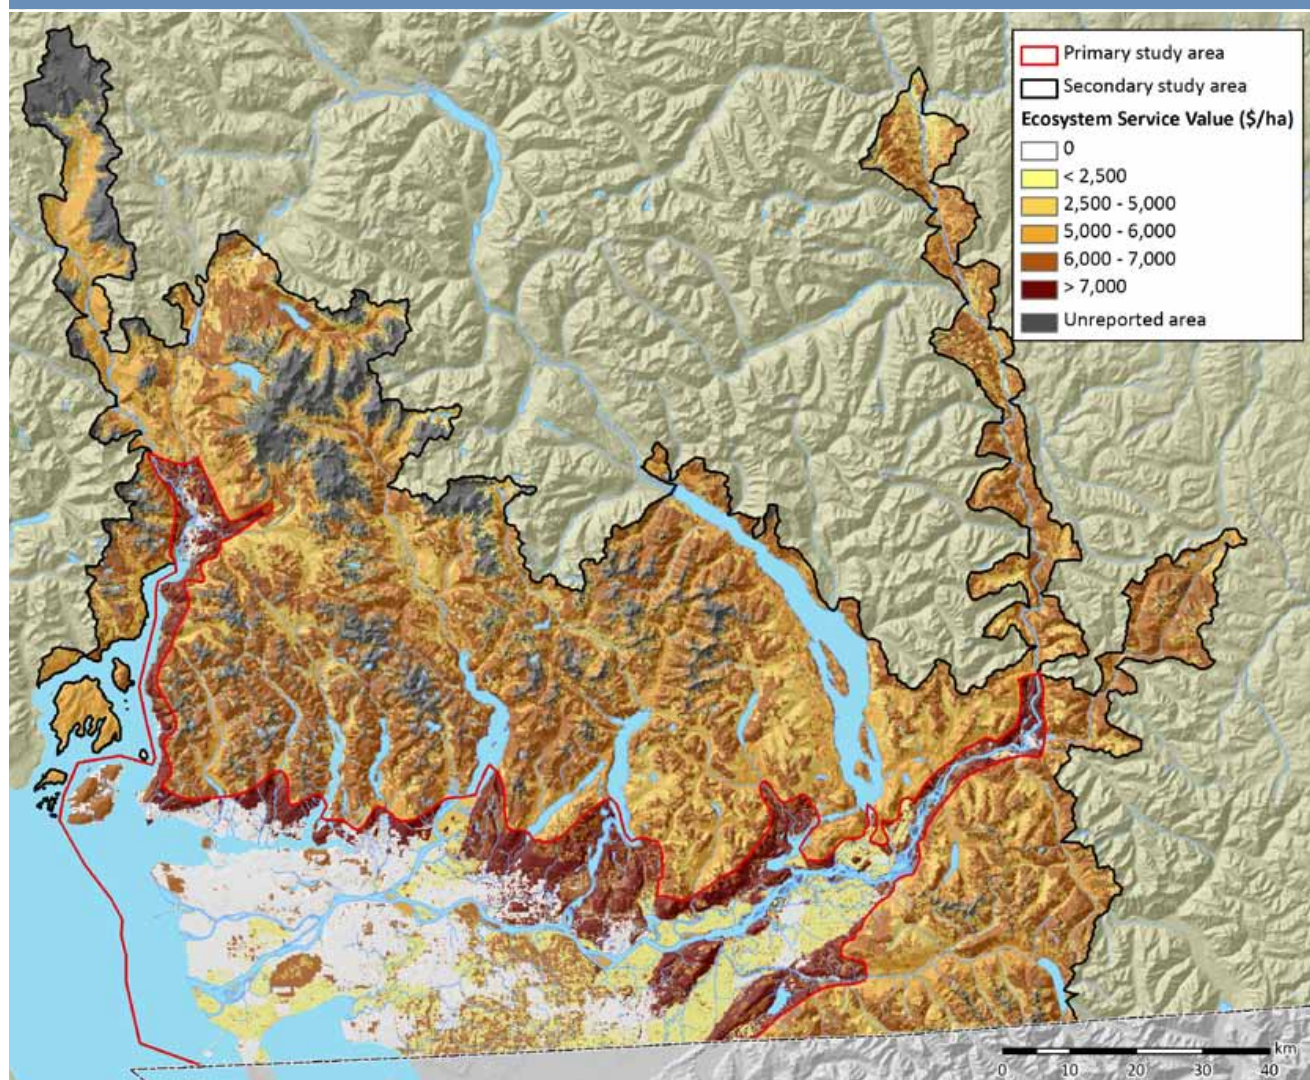 Primary study area
Secondary study area
Ecosystem Service Value ($/ha)
0
< 2,500
2,500 - 5,000
5,000 - 6,000
6,000 - 7,000
> 7,000
Unreported area
km
0 10 20 30 40